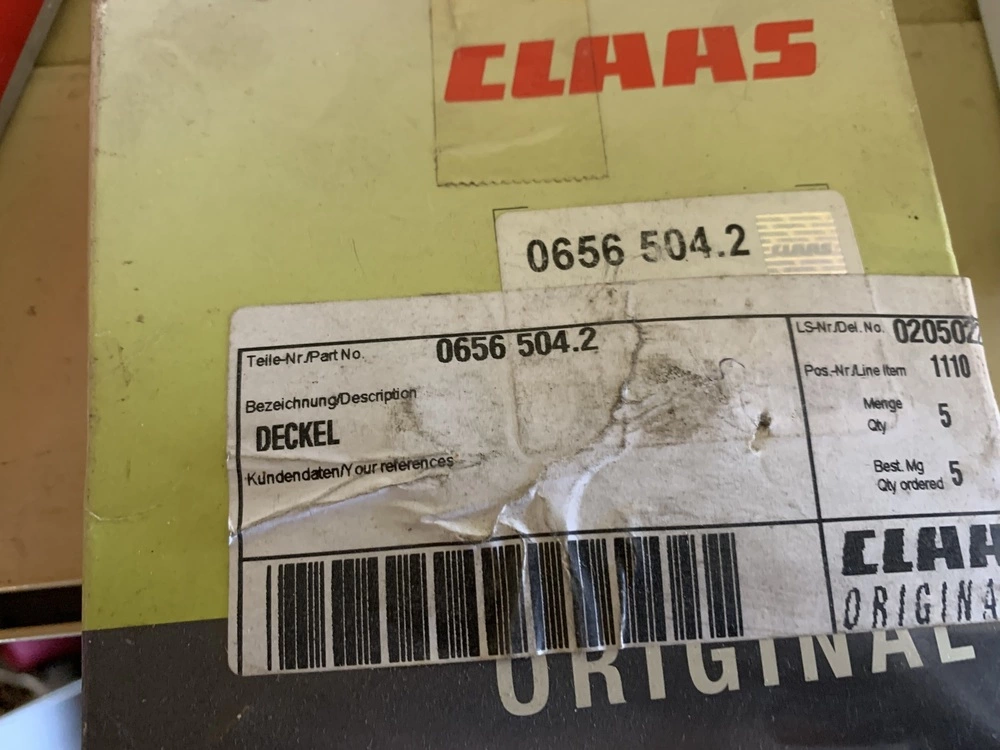 CLAAS
0656 504.2
Teile-Nr./Part No. 0656 504.2
Bezeichnung/Description
DECKEL
Kundendaten/Your references
LS-Nr./Del. No. 020502
Pos.-Nr./Line Item 1110
Menge
Qty 5
Best. Mg
Qty ordered 5
CLAA
ORIGINA
ORIGINAL